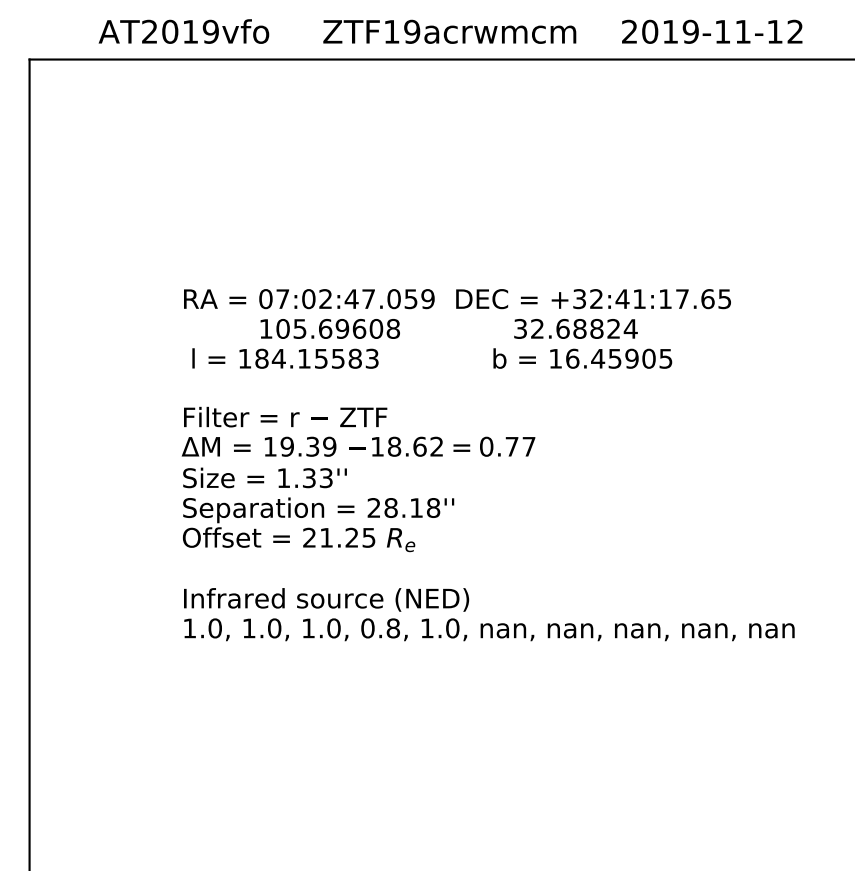 AT2019vfo ZTF19acrwmcm 2019-11-12
RA = 07:02:47.059 DEC = +32:41:17.65
105.69608 32.68824
l = 184.15583 b = 16.45905
Filter = r − ZTF
ΔM = 19.39 −18.62 = 0.77
Size = 1.33''
Separation = 28.18''
Offset = 21.25 Rₑ
Infrared source (NED)
1.0, 1.0, 1.0, 0.8, 1.0, nan, nan, nan, nan, nan